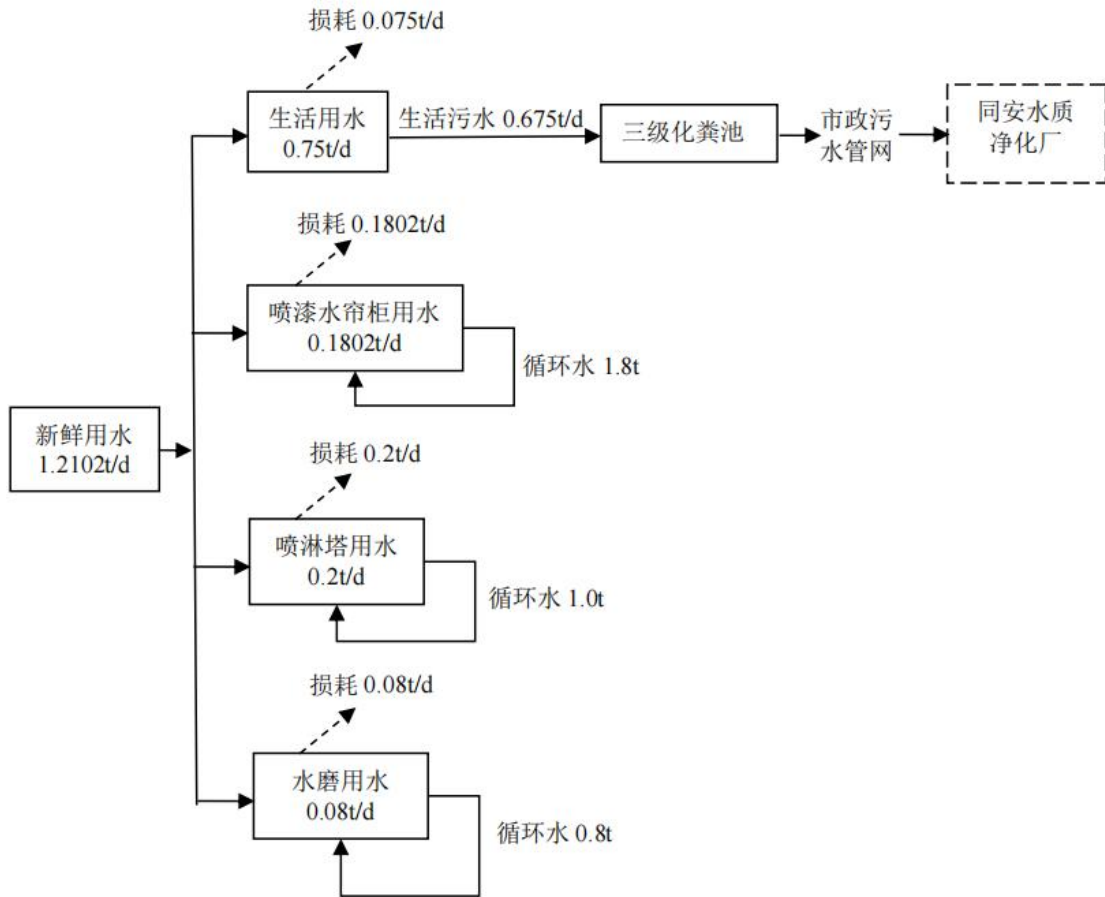 损耗 0.075t/d
生活用水
0.75t/d
生活污水 0.675t/d
三级化粪池
市政污
水管网
同安水质
净化厂
损耗 0.1802t/d
喷漆水帘柜用水
0.1802t/d
循环水 1.8t
新鲜用水
1.2102t/d
损耗 0.2t/d
喷淋塔用水
0.2t/d
循环水 1.0t
损耗 0.08t/d
水磨用水
0.08t/d
循环水 0.8t